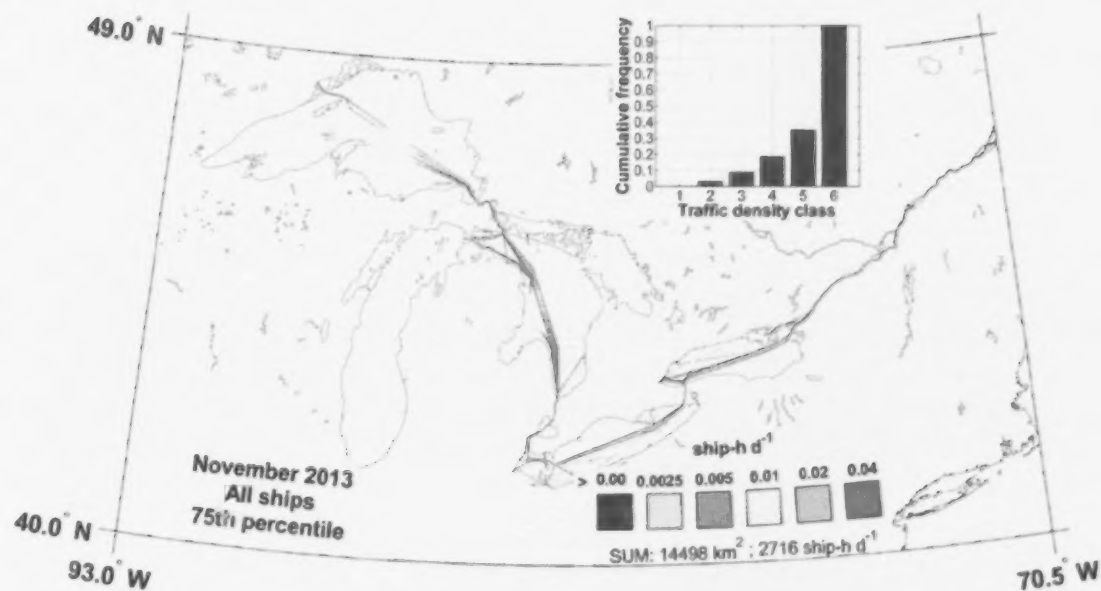 49.0° N
Cumulative frequency
1
0.9
0.8
0.7
0.6
0.5
0.4
0.3
0.2
0.1
0
1 2 3 4 5 6
Traffic density class
ship-h d⁻¹
> 0.00 0.0025 0.005 0.01 0.02 0.04
SUM: 14498 km² ; 2716 ship-h d⁻¹
November 2013
All ships
75th percentile
40.0° N
93.0° W
70.5° W